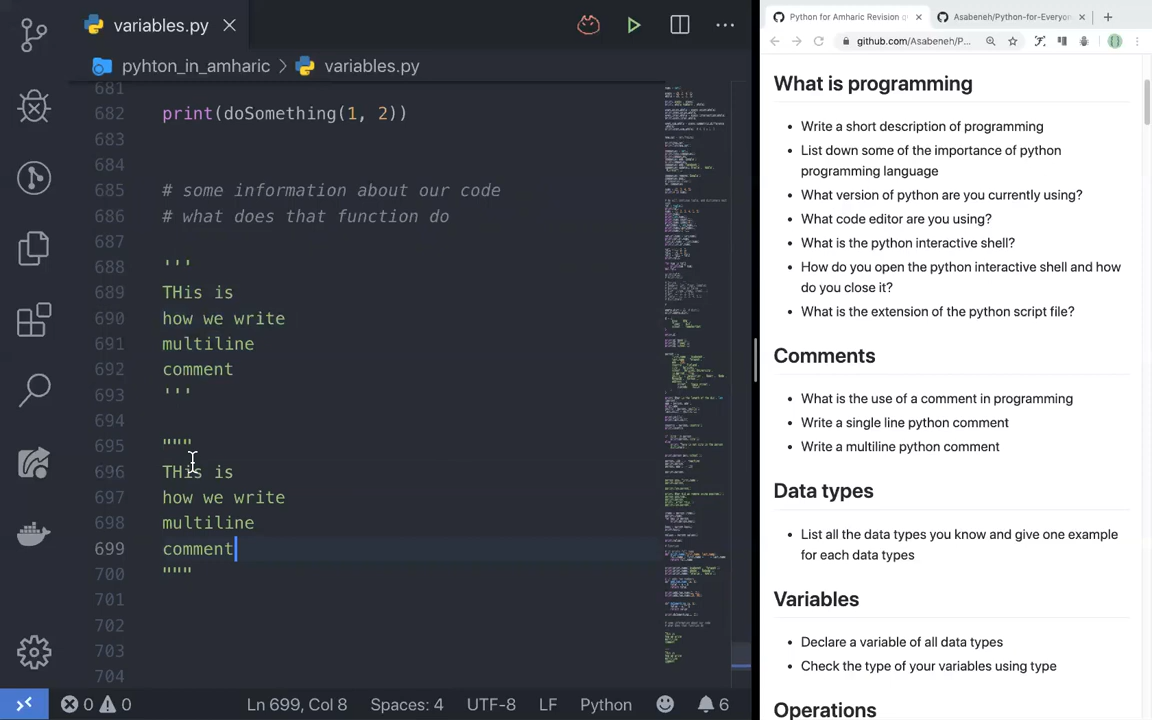 variables.py
pyhton_in_amharic > variables.py
681
682 print(doSomething(1, 2))
683
684
685 # some information about our code
686 # what does that function do
687
688 '''
689 THis is
690 how we write
691 multiline
692 comment
693 '''
694
695 """
696 THis is
697 how we write
698 multiline
699 comment
700 """
701
702
703
704
0 0 Ln 699, Col 8 Spaces: 4 UTF-8 LF Python 6
Python for Amharic Revision
Asabeneh/Python-for-Everyon
github.com/Asabeneh/P...
What is programming
• Write a short description of programming
• List down some of the importance of python
programming language
• What version of python are you currently using?
• What code editor are you using?
• What is the python interactive shell?
• How do you open the python interactive shell and how
do you close it?
• What is the extension of the python script file?
Comments
• What is the use of a comment in programming
• Write a single line python comment
• Write a multiline python comment
Data types
• List all the data types you know and give one example
for each data types
Variables
• Declare a variable of all data types
• Check the type of your variables using type
Operations